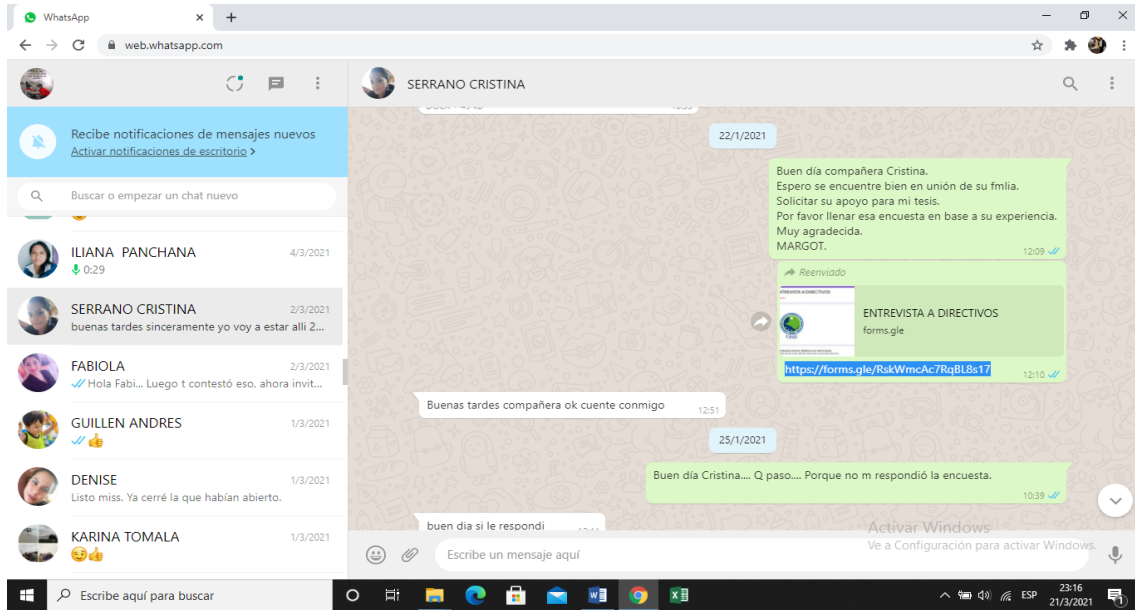 WhatsApp
web.whatsapp.com
SERRANO CRISTINA
Recibe notificaciones de mensajes nuevos
Activar notificaciones de escritorio >
Buscar o empezar un chat nuevo
ILIANA PANCHANA 4/3/2021
0:29
SERRANO CRISTINA 2/3/2021
buenas tardes sinceramente yo voy a estar alli 2...
FABIOLA 2/3/2021
Hola Fabi... Luego t contestó eso, ahora invit...
GUILLEN ANDRES 1/3/2021
DENISE 1/3/2021
Listo miss. Ya cerré la que habían abierto.
KARINA TOMALA 1/3/2021
22/1/2021
Buen día compañera Cristina.
Espero se encuentre bien en unión de su fmlia.
Solicitar su apoyo para mi tesis.
Por favor llenar esa encuesta en base a su experiencia.
Muy agradecida.
MARGOT.
12:09
Reenviado
ENTREVISTA A DIRECTIVOS
forms.gle
https://forms.gle/RskWmcAc7RqBL8s17
12:10
Buenas tardes compañera ok cuente conmigo 12:51
25/1/2021
Buen día Cristina.... Q paso.... Porque no m respondió la encuesta.
10:39
buen dia si le respondi
Escribe un mensaje aquí
Activar Windows
Ve a Configuración para activar Windows.
Escribe aquí para buscar
ESP
23:16
21/3/2021